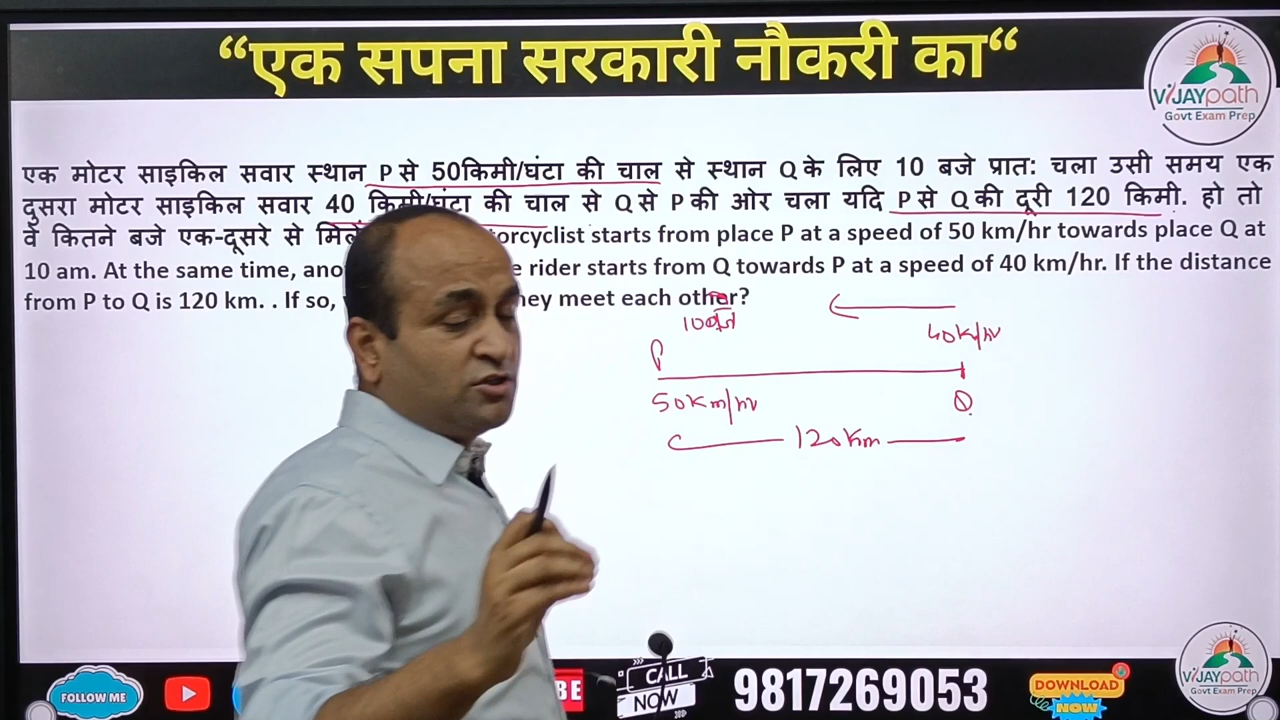 “एक सपना सरकारी नौकरी का“
VIJAYpath
Govt Exam Prep
एक मोटर साइकिल सवार स्थान P से 50किमी/घंटा की चाल से स्थान Q के लिए 10 बजे प्रात: चला उसी समय एक
दुसरा मोटर साइकिल सवार 40 किमी/घंटा की चाल से Q से P की ओर चला यदि P से Q की दूरी 120 किमी. हो तो
वे कितने बजे एक-दूसरे से मिलें orcyclist starts from place P at a speed of 50 km/hr towards place Q at
10 am. At the same time, ano e rider starts from Q towards P at a speed of 40 km/hr. If the distance
from P to Q is 120 km. . If so, hey meet each other?
P
40K/hr
50Km/hr
Q
120Km
FOLLOW ME
BE
CALL
NOW
9817269053
DOWNLOAD
NOW
VIJAYpath
Govt Exam Prep